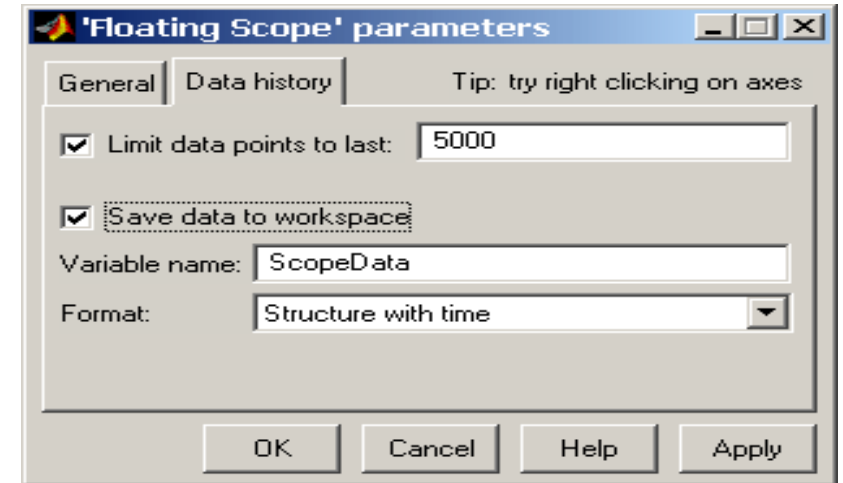 'Floating Scope' parameters
General Data history Tip: try right clicking on axes
Limit data points to last: 5000
Save data to workspace
Variable name: ScopeData
Format: Structure with time
OK Cancel Help Apply